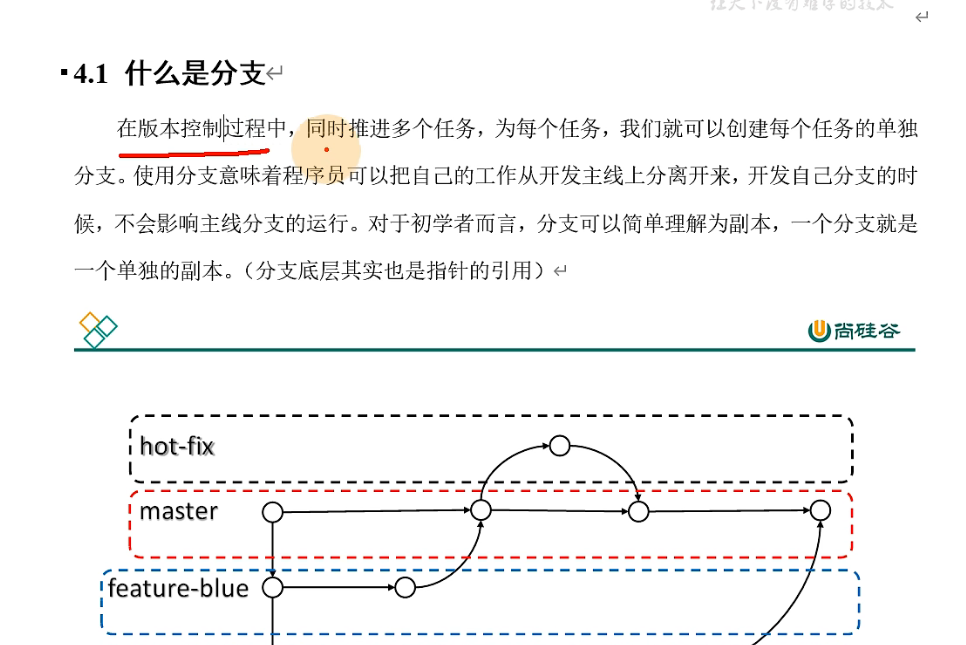 4.1 什么是分支
在版本控制过程中，同时推进多个任务，为每个任务，我们就可以创建每个任务的单独
分支。使用分支意味着程序员可以把自己的工作从开发主线上分离开来，开发自己分支的时
候，不会影响主线分支的运行。对于初学者而言，分支可以简单理解为副本，一个分支就是
一个单独的副本。（分支底层其实也是指针的引用）
尚硅谷
hot-fix
master
feature-blue